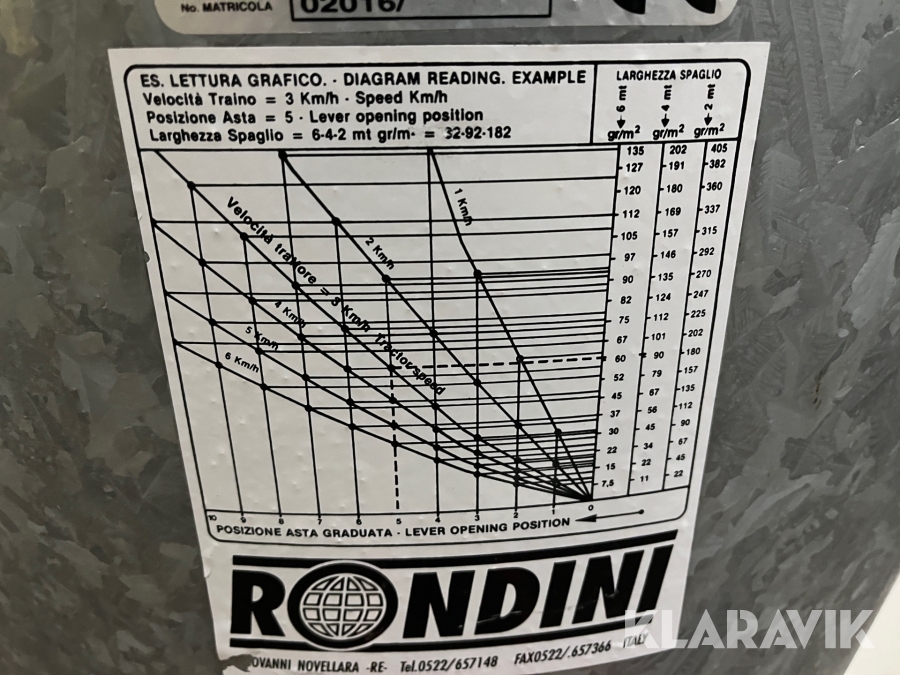 No. MATRICOLA
02016/
ES. LETTURA GRAFICO. - DIAGRAM READING. EXAMPLE
Velocità Traino = 3 Km/h - Speed Km/h
Posizione Asta = 5 - Lever opening position
Larghezza Spaglio = 6-4-2 mt gr/m² = 32-92-182
LARGHEZZA SPAGLIO
6 mt 4 mt 2 mt
gr/m² gr/m² gr/m²
135 202 405
127 191 382
120 180 360
112 169 337
105 157 315
97 146 292
90 135 270
82 124 247
75 112 225
67 101 202
60 90 180
52 79 157
45 67 135
37 56 112
30 45 90
22 34 67
15 22 45
7,5 11 22
1 Km/h
2 Km/h
Velocità trattore = 3 Km/h Tractor speed
4 Km/h
5 Km/h
6 Km/h
10 9 8 7 6 5 4 3 2 1 0
POSIZIONE ASTA GRADUATA - LEVER OPENING POSITION
RONDINI
OVANNI NOVELLARA -RE- Tel.0522/657148 FAX0522/.657366 ITALY
KLARAVIK